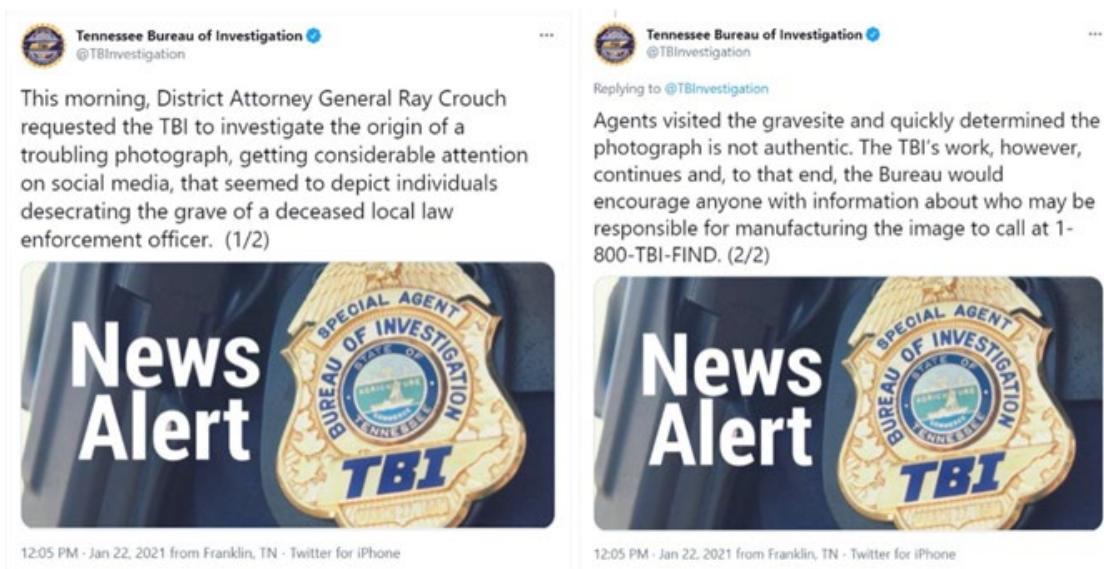 Tennessee Bureau of Investigation
@TBInvestigation
This morning, District Attorney General Ray Crouch
requested the TBI to investigate the origin of a
troubling photograph, getting considerable attention
on social media, that seemed to depict individuals
desecrating the grave of a deceased local law
enforcement officer. (1/2)
News
Alert
SPECIAL AGENT
BUREAU OF INVESTIGATION
STATE OF
AGRICULTURE
COMMERCE
TENNESSEE
TBI
12:05 PM · Jan 22, 2021 from Franklin, TN · Twitter for iPhone
Tennessee Bureau of Investigation
@TBInvestigation
Replying to @TBInvestigation
Agents visited the gravesite and quickly determined the
photograph is not authentic. The TBI's work, however,
continues and, to that end, the Bureau would
encourage anyone with information about who may be
responsible for manufacturing the image to call at 1-
800-TBI-FIND. (2/2)
News
Alert
SPECIAL AGENT
BUREAU OF INVESTIGATION
STATE OF
AGRICULTURE
COMMERCE
TENNESSEE
TBI
12:05 PM · Jan 22, 2021 from Franklin, TN · Twitter for iPhone